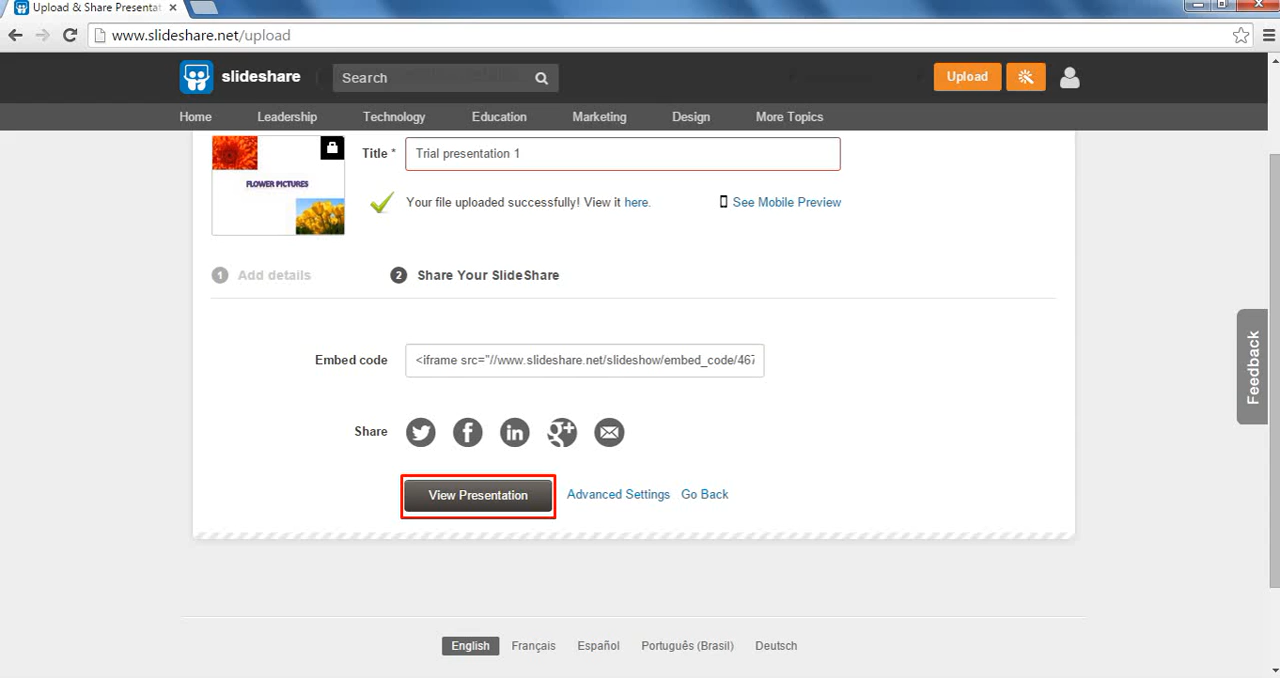 Upload & Share Presentat
www.slideshare.net/upload
slideshare
Search
Upload
Home Leadership Technology Education Marketing Design More Topics
FLOWER PICTURES
Title * Trial presentation 1
Your file uploaded successfully! View it here. See Mobile Preview
1 Add details 2 Share Your SlideShare
Embed code <iframe src="//www.slideshare.net/slideshow/embed_code/467
Share
View Presentation Advanced Settings Go Back
Feedback
English Français Español Português (Brasil) Deutsch